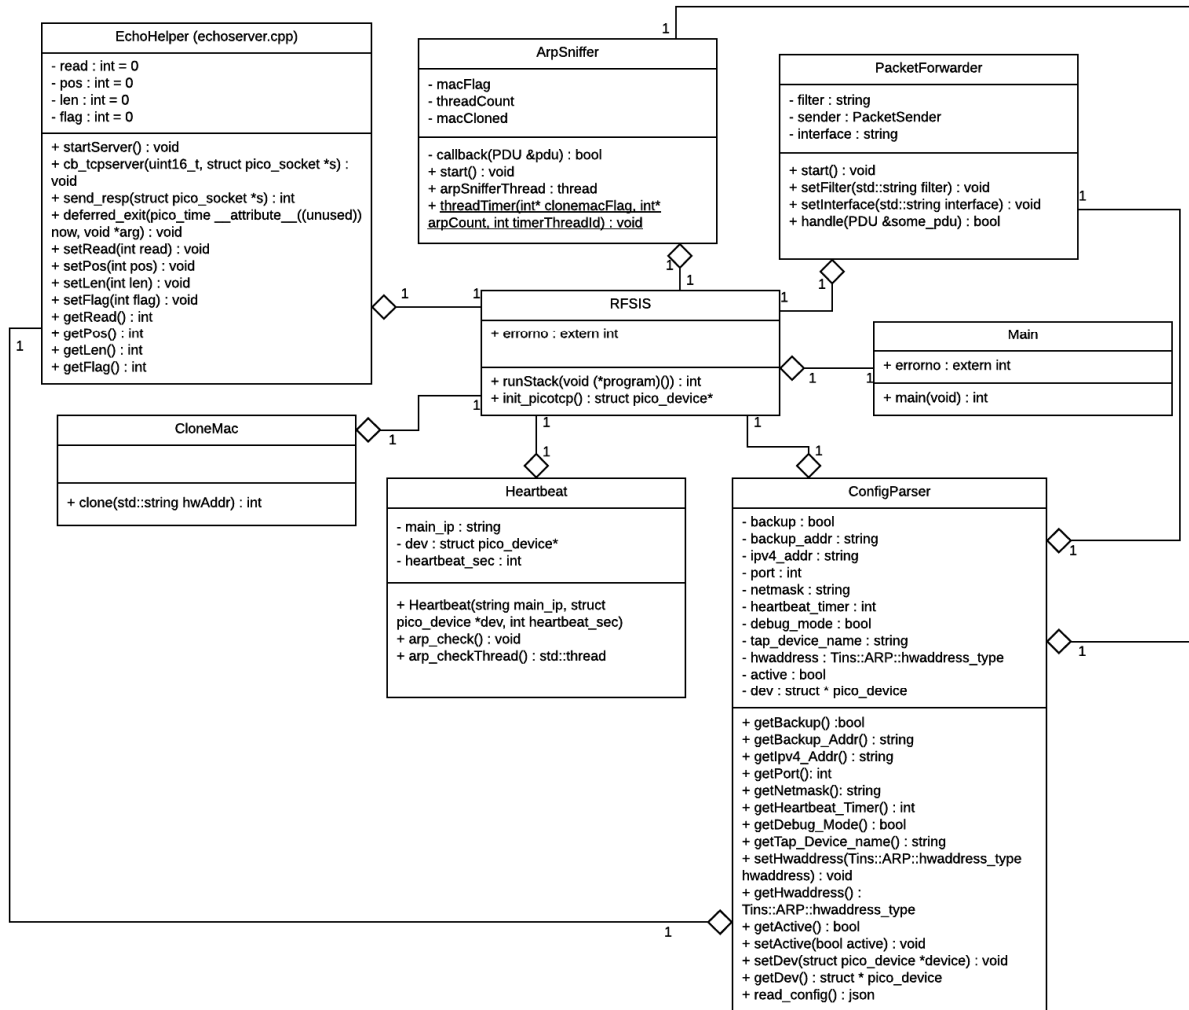 EchoHelper (echoserver.cpp)
- read : int = 0
- pos : int = 0
- len : int = 0
- flag : int = 0
+ startServer() : void
+ cb_tcpserver(uint16_t, struct pico_socket *s) :
void
+ send_resp(struct pico_socket *s) : int
+ deferred_exit(pico_time __attribute__((unused))
now, void *arg) : void
+ setRead(int read) : void
+ setPos(int pos) : void
+ setLen(int len) : void
+ setFlag(int flag) : void
+ getRead() : int
+ getPos() : int
+ getLen() : int
+ getFlag() : int
1
1
1
1
ArpSniffer
- macFlag
- threadCount
- macCloned
- callback(PDU &pdu) : bool
+ start() : void
+ arpSnifferThread : thread
+ threadTimer(int* clonemacFlag, int*
arpCount, int timerThreadId) : void
1
1
PacketForwarder
- filter : string
- sender : PacketSender
- interface : string
+ start() : void
+ setFilter(std::string filter) : void
+ setInterface(std::string interface) : void
+ handle(PDU &some_pdu) : bool
1
1
1
RFSIS
+ errorno : extern int
+ runStack(void (*program)()) : int
+ init_picotcp() : struct pico_device*
1
1
Main
+ errorno : extern int
+ main(void) : int
CloneMac
+ clone(std::string hwAddr) : int
1
1
1
1
Heartbeat
- main_ip : string
- dev : struct pico_device*
- heartbeat_sec : int
+ Heartbeat(string main_ip, struct
pico_device *dev, int heartbeat_sec)
+ arp_check() : void
+ arp_checkThread() : std::thread
1
1
ConfigParser
- backup : bool
- backup_addr : string
- ipv4_addr : string
- port : int
- netmask : string
- heartbeat_timer : int
- debug_mode : bool
- tap_device_name : string
- hwaddress : Tins::ARP::hwaddress_type
- active : bool
- dev : struct * pico_device
+ getBackup() :bool
+ getBackup_Addr() : string
+ getIpv4_Addr() : string
+ getPort(): int
+ getNetmask(): string
+ getHeartbeat_Timer() : int
+ getDebug_Mode() : bool
+ getTap_Device_name() : string
+ setHwaddress(Tins::ARP::hwaddress_type
hwaddress) : void
+ getHwaddress() :
Tins::ARP::hwaddress_type
+ getActive() : bool
+ setActive(bool active) : void
+ setDev(struct pico_device *device) : void
+ getDev() : struct * pico_device
+ read_config() : json
1
1
1